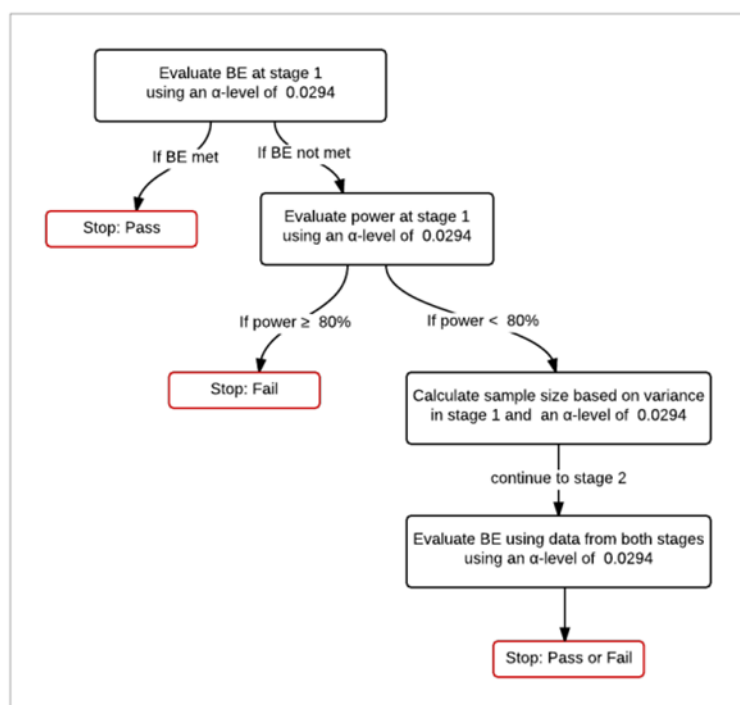 Evaluate BE at stage 1
using an α-level of 0.0294
If BE met
If BE not met
Stop: Pass
Evaluate power at stage 1
using an α-level of 0.0294
If power ≥ 80%
If power < 80%
Stop: Fail
Calculate sample size based on variance
in stage 1 and an α-level of 0.0294
continue to stage 2
Evaluate BE using data from both stages
using an α-level of 0.0294
Stop: Pass or Fail